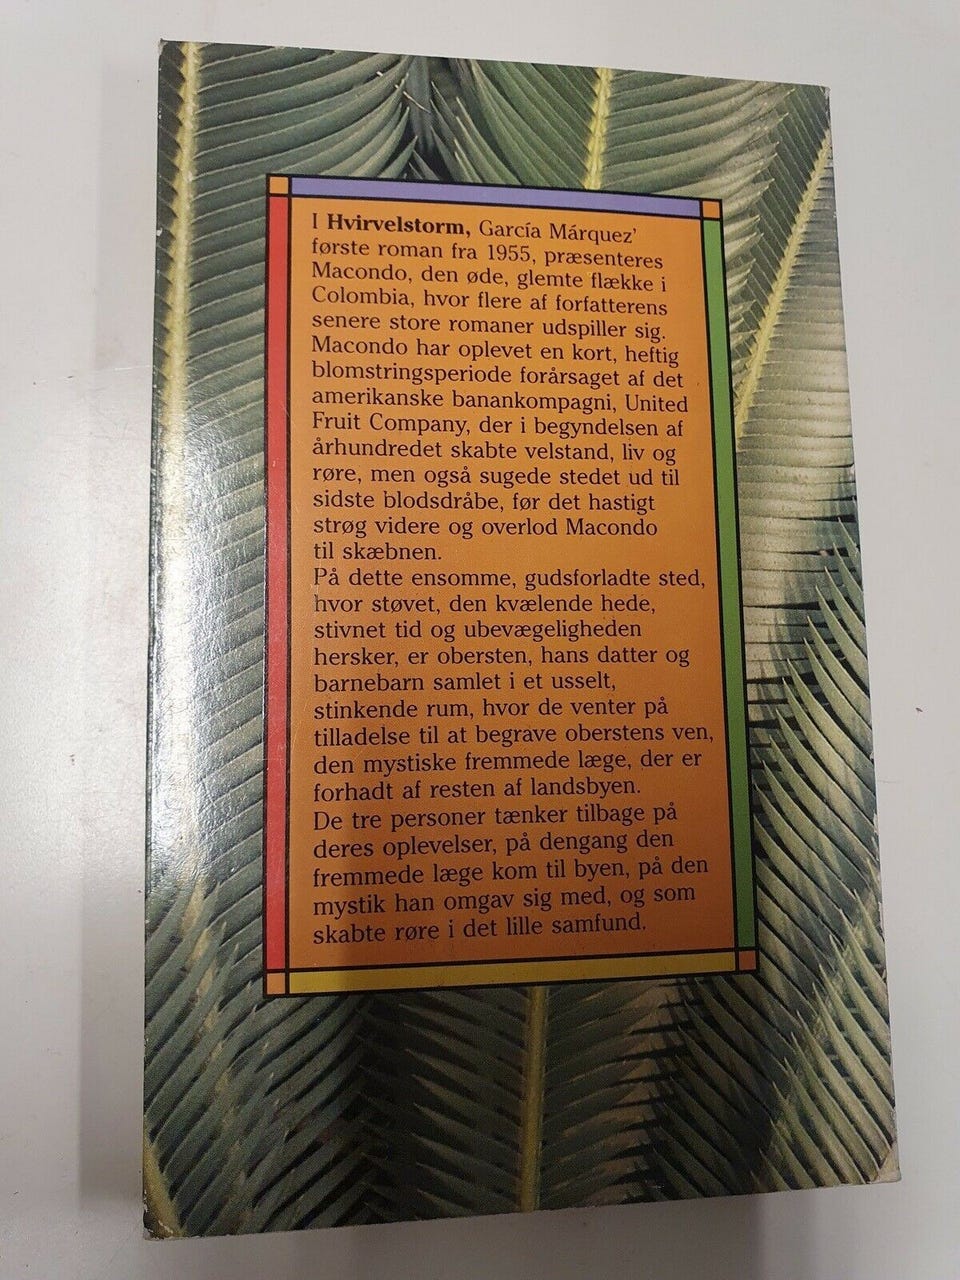 I Hvirvelstorm, García Márquez'
første roman fra 1955, præsenteres
Macondo, den øde, glemte flække i
Colombia, hvor flere af forfatterens
senere store romaner udspiller sig.
Macondo har oplevet en kort, heftig
blomstringsperiode forårsaget af det
amerikanske banankompagni, United
Fruit Company, der i begyndelsen af
århundredet skabte velstand, liv og
røre, men også sugede stedet ud til
sidste blodsdråbe, før det hastigt
strøg videre og overlod Macondo
til skæbnen.
På dette ensomme, gudsforladte sted,
hvor støvet, den kvælende hede,
stivnet tid og ubevægeligheden
hersker, er obersten, hans datter og
barnebarn samlet i et usselt,
stinkende rum, hvor de venter på
tilladelse til at begrave oberstens ven,
den mystiske fremmede læge, der er
forhadt af resten af landsbyen.
De tre personer tænker tilbage på
deres oplevelser, på dengang den
fremmede læge kom til byen, på den
mystik han omgav sig med, og som
skabte røre i det lille samfund.